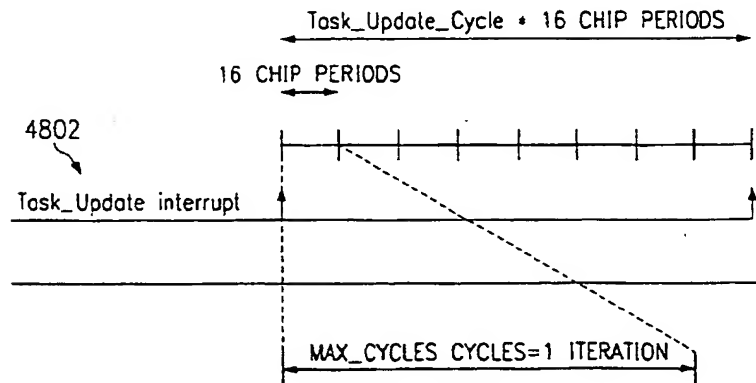 Task_Update_Cycle * 16 CHIP PERIODS
16 CHIP PERIODS
4802
Task_Update interrupt
MAX_CYCLES CYCLES=1 ITERATION